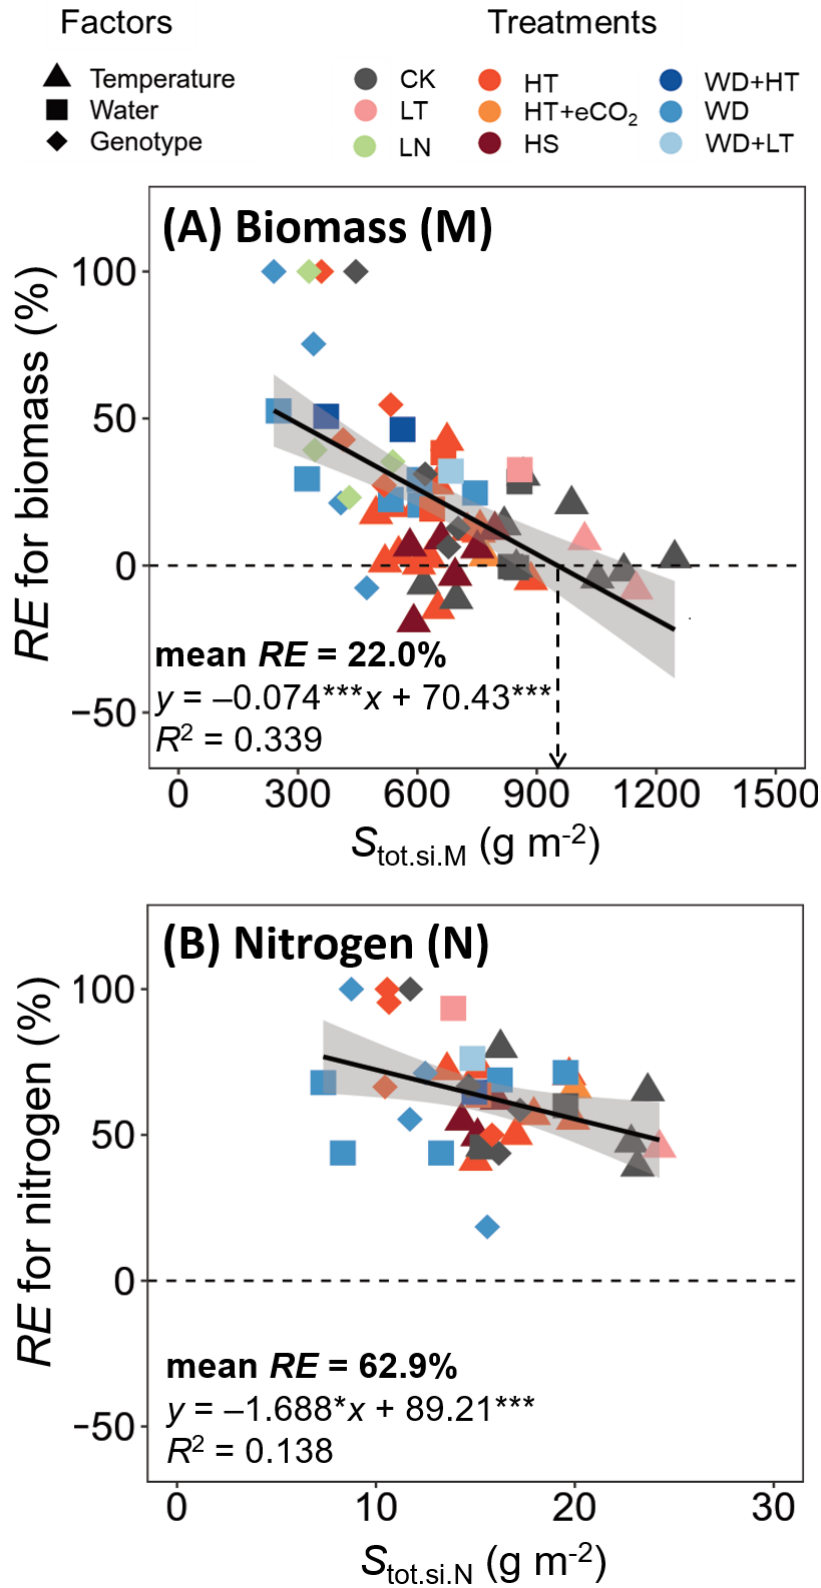 Factors
Treatments
Temperature
Water
Genotype
CK
LT
LN
HT
HT+eCO₂
HS
WD+HT
WD
WD+LT
(A) Biomass (M)
RE for biomass (%)
100
50
0
−50
mean RE = 22.0%
y = –0.074***x + 70.43***
R² = 0.339
0 300 600 900 1200 1500
S_tot.si.M (g m⁻²)
(B) Nitrogen (N)
RE for nitrogen (%)
100
50
0
−50
mean RE = 62.9%
y = –1.688*x + 89.21***
R² = 0.138
0 10 20 30
S_tot.si.N (g m⁻²)